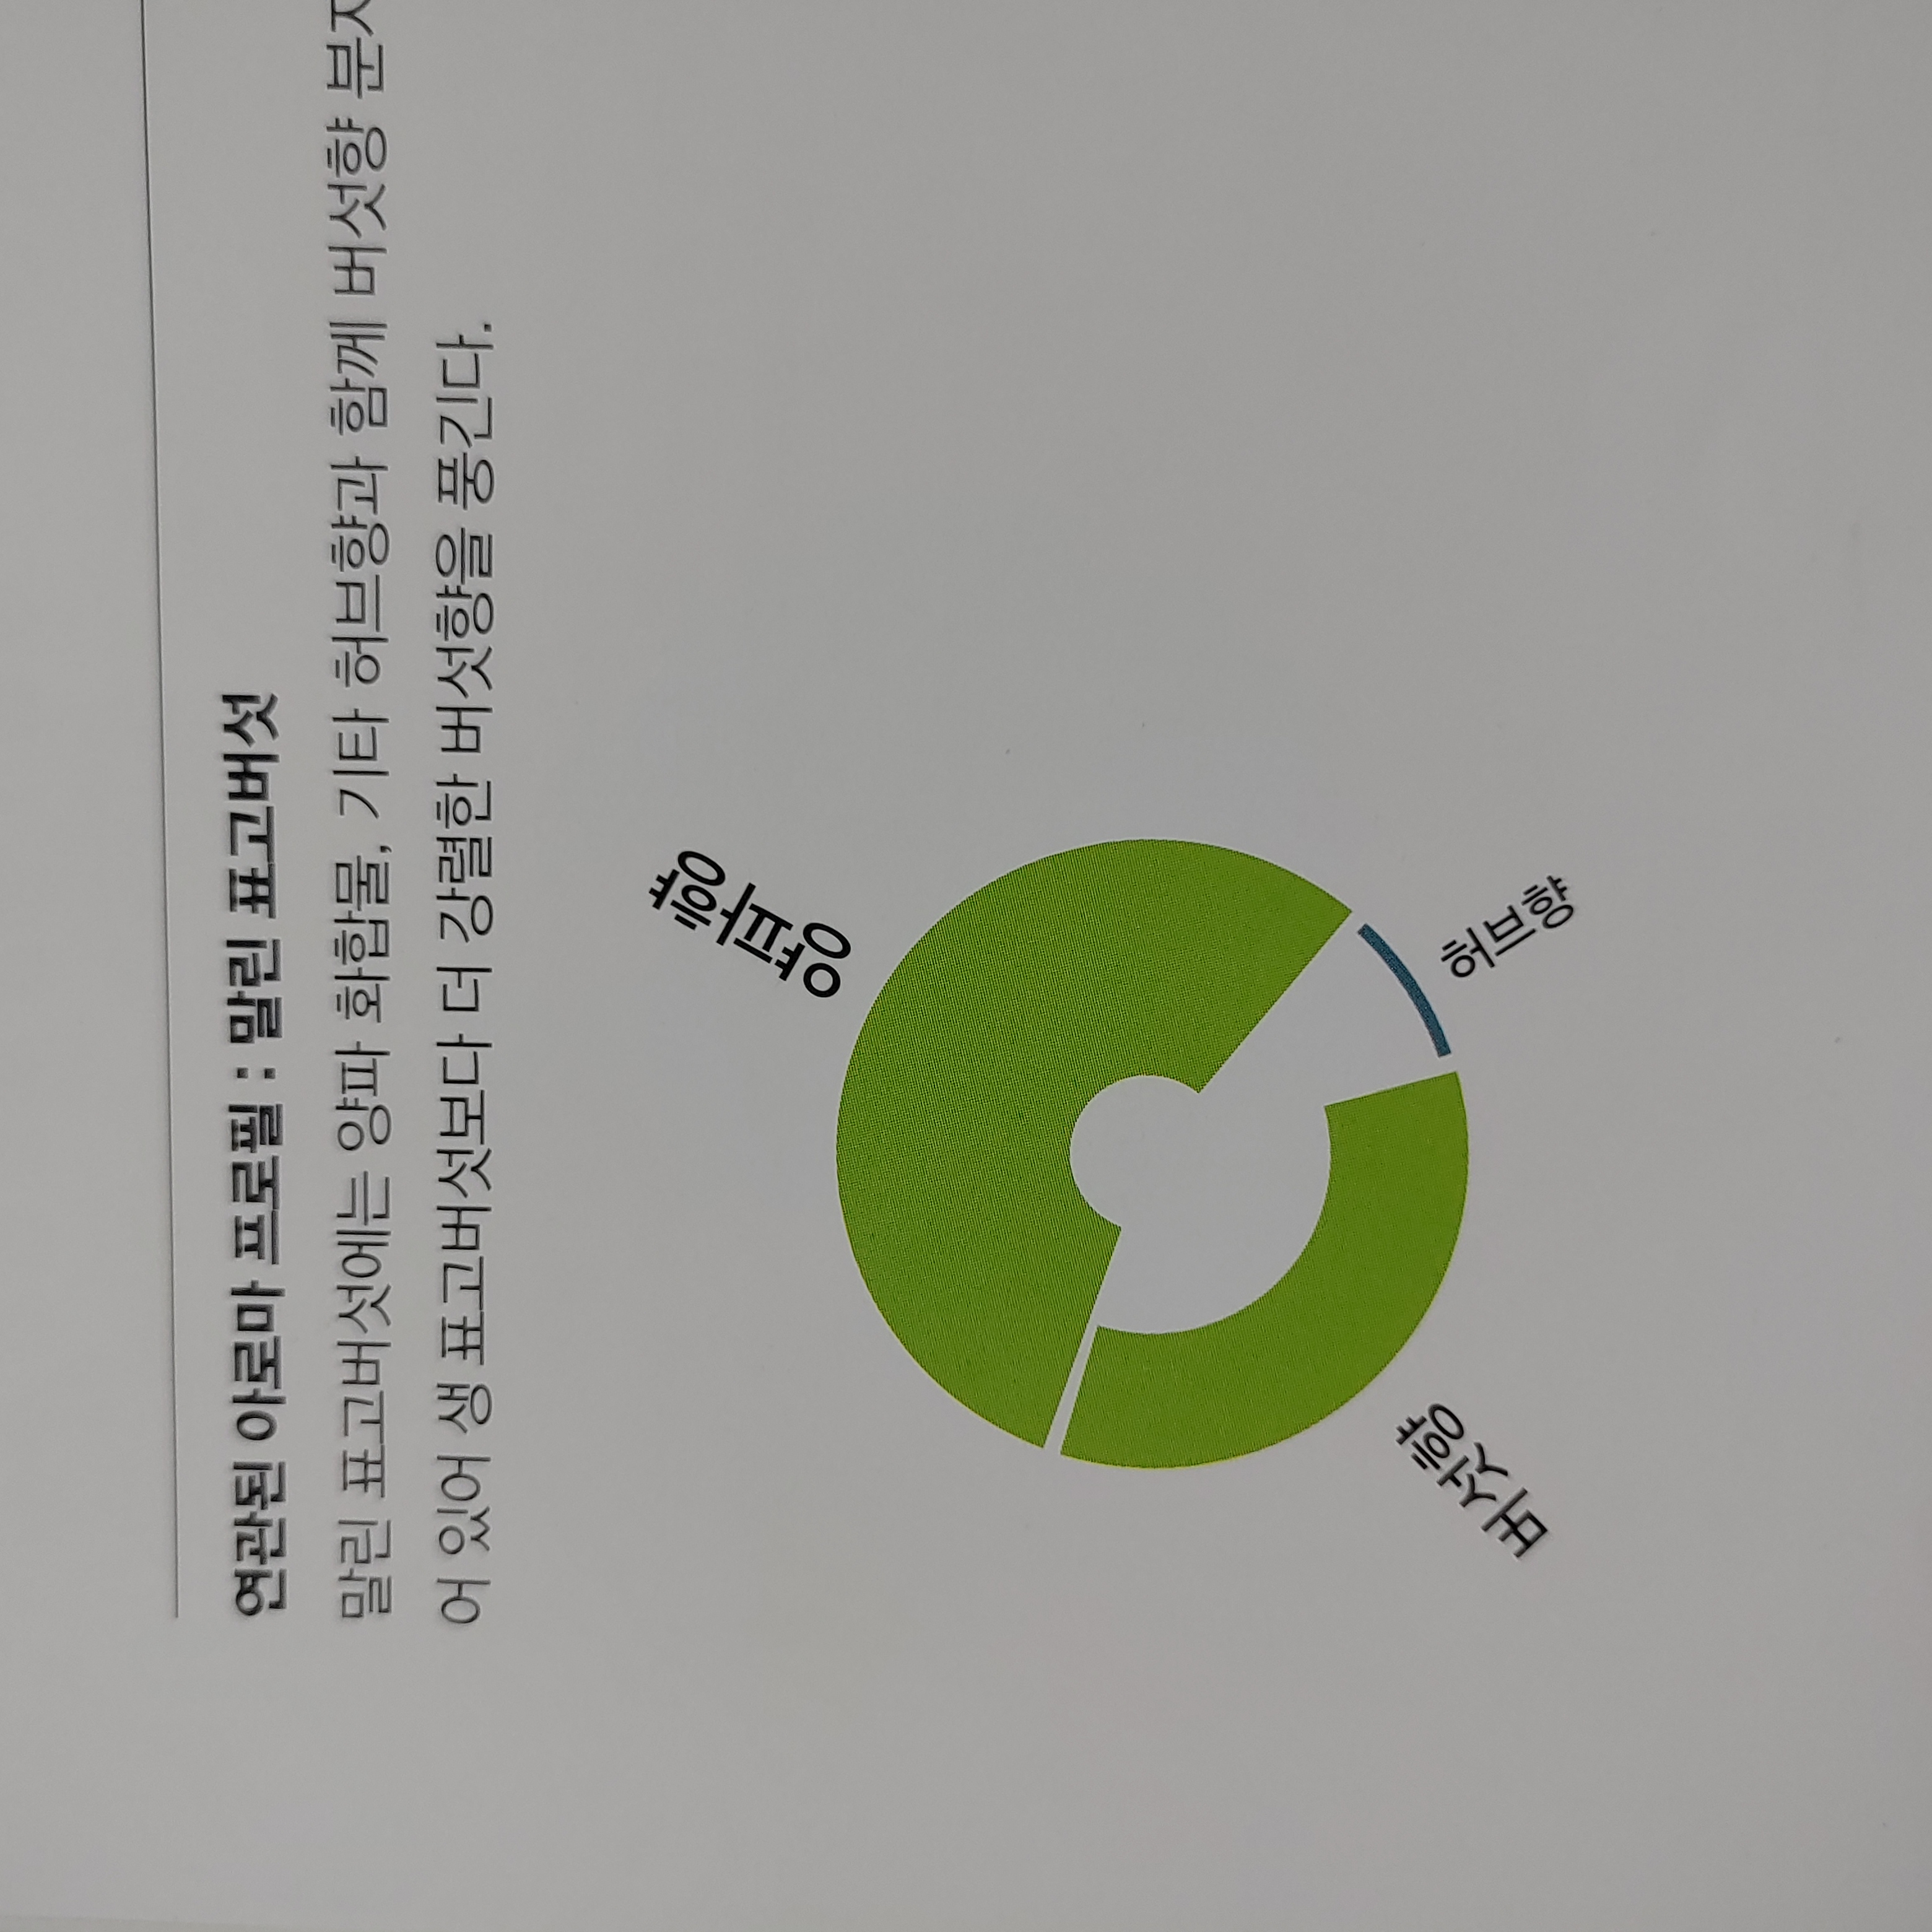 연관된 아로마 프로필 : 말린 표고버섯
말린 표고버섯에는 양파 화합물, 기타 허브향과 함께 버섯향
어 있어 생 표고버섯보다 더 강렬한 버섯향을 풍긴다.
양파향
버섯향
허브향